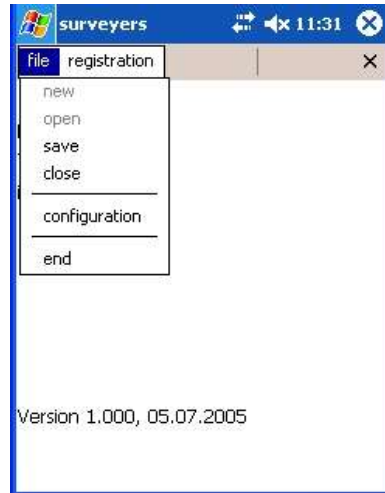 surveyers 11:31
file registration
new
open
save
close
configuration
end
Version 1.000, 05.07.2005